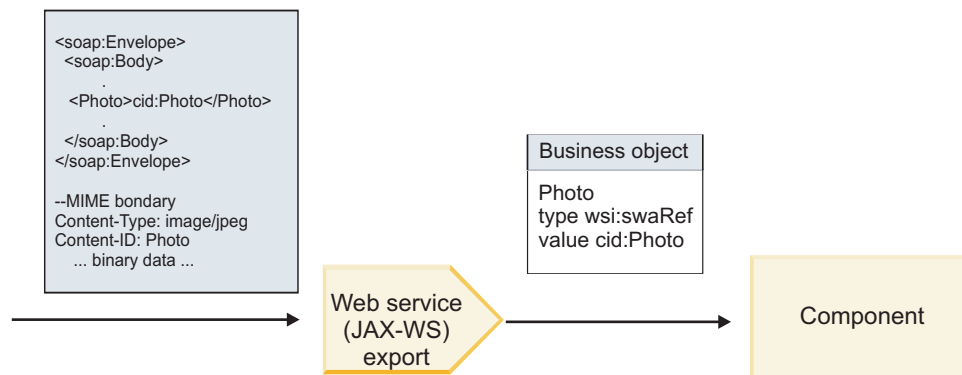 <soap:Envelope>
<soap:Body>
.
<Photo>cid:Photo</Photo>
.
</soap:Body>
</soap:Envelope>
--MIME bondary
Content-Type: image/jpeg
Content-ID: Photo
... binary data ...
Business object
Photo
type wsi:swaRef
value cid:Photo
Web service
(JAX-WS)
export
Component